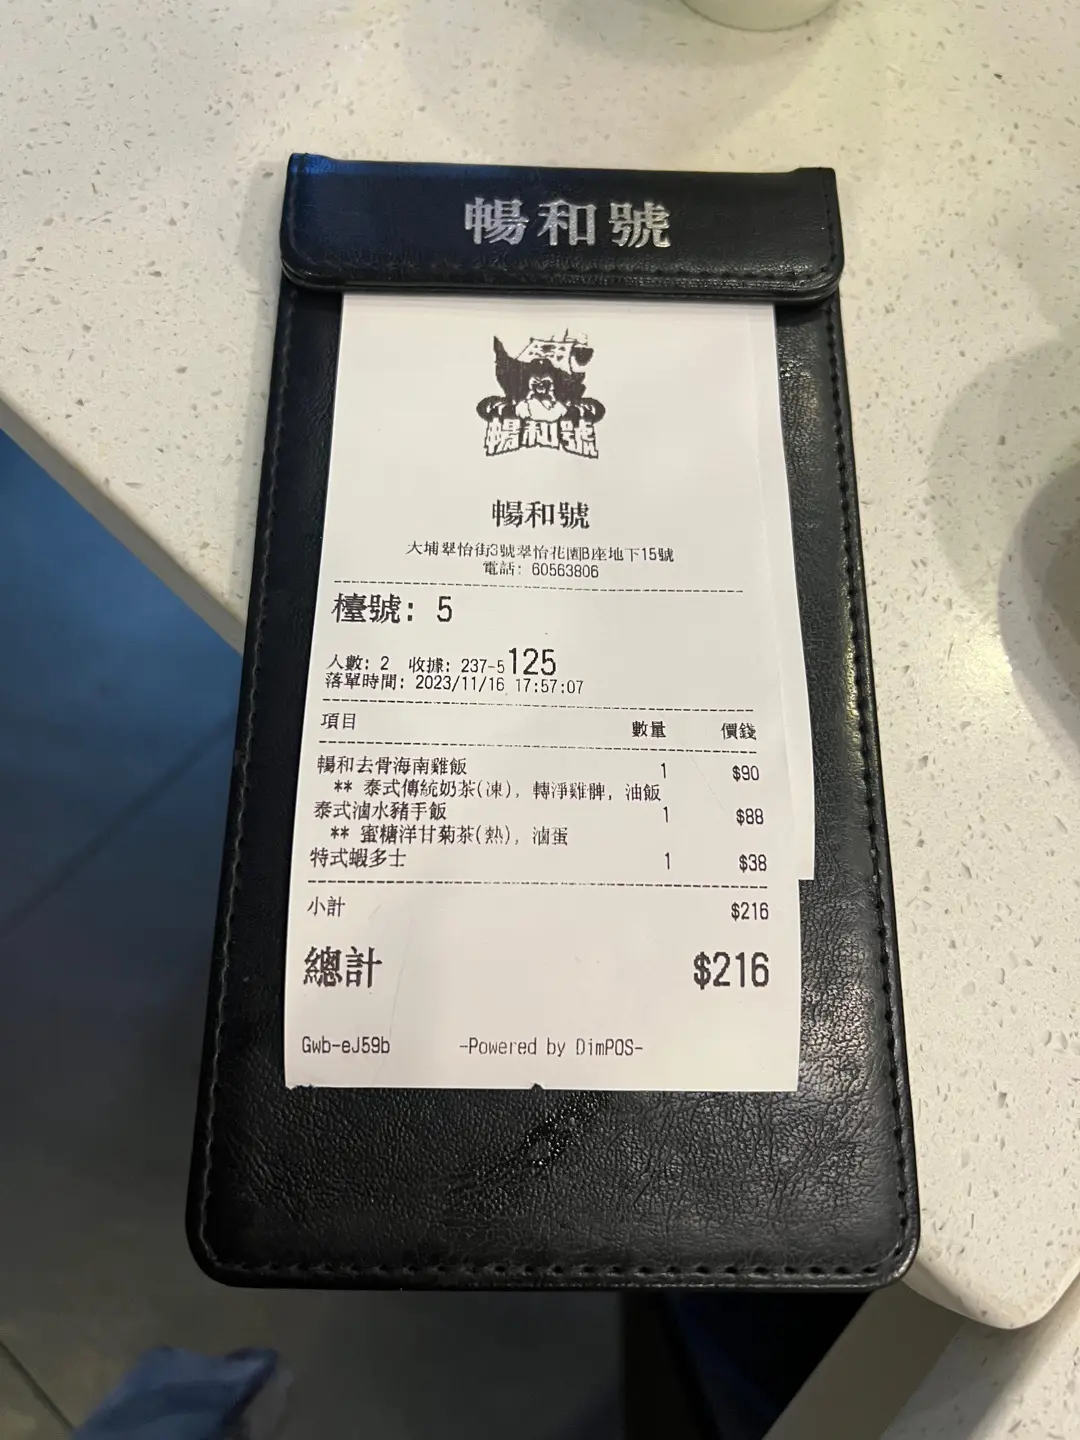 暢和號
暢和號
暢和號
大埔翠怡街3號翠怡花園B座地下15號
電話: 60563806
檯號: 5
人數: 2 收據: 237-5125
落單時間: 2023/11/16 17:57:07
項目 數量 價錢
暢和去骨海南雞飯 1 $90
** 泰式傳統奶茶(凍), 轉淨雞髀, 油飯
泰式滷水豬手飯 1 $88
** 蜜糖洋甘菊茶(熱), 滷蛋
特式蝦多士 1 $38
小計 $216
總計 $216
Gwb-eJ59b -Powered by DimPOS-